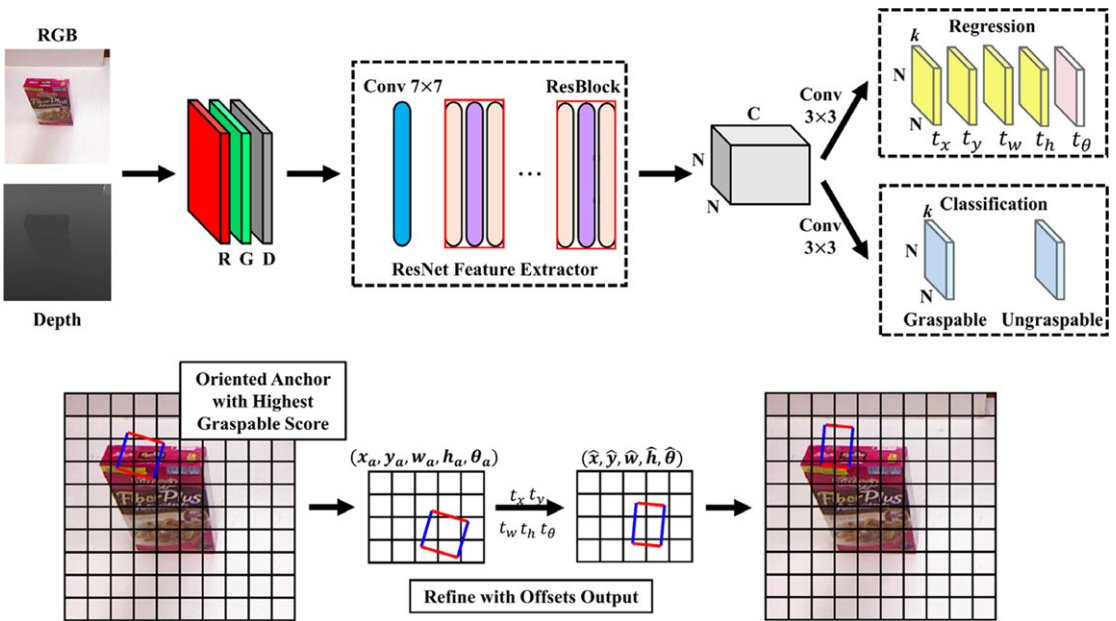 RGB
Depth
R G D
Conv 7×7
ResBlock
...
ResNet Feature Extractor
C
N
N
Conv
3×3
Conv
3×3
Regression
k
N
N
t_x t_y t_w t_h t_θ
Classification
k
N
N
Graspable Ungraspable
Oriented Anchor
with Highest
Graspable Score
FiberPlus
(x_a, y_a, w_a, h_a, θ_a)
t_x t_y
t_w t_h t_θ
(x̂, ŷ, ŵ, ĥ, θ̂)
Refine with Offsets Output
FiberPlus